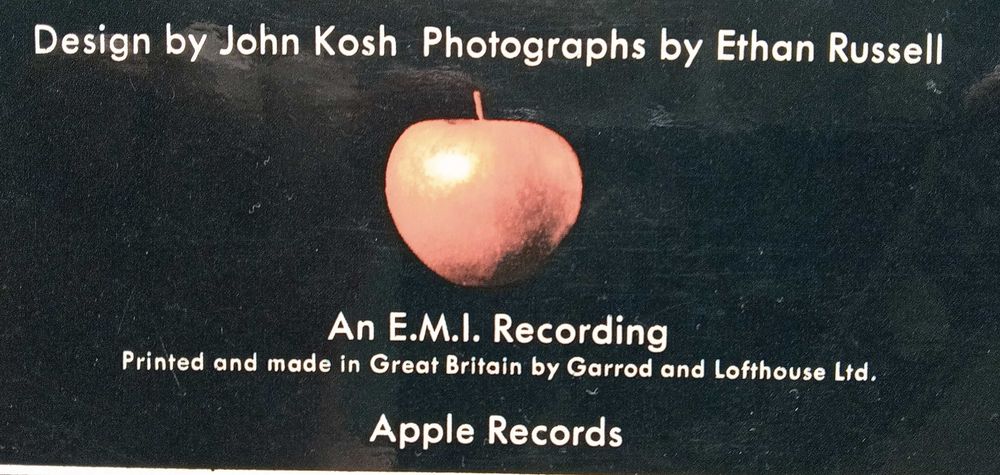 Design by John Kosh Photographs by Ethan Russell
An E.M.I. Recording
Printed and made in Great Britain by Garrod and Lofthouse Ltd.
Apple Records